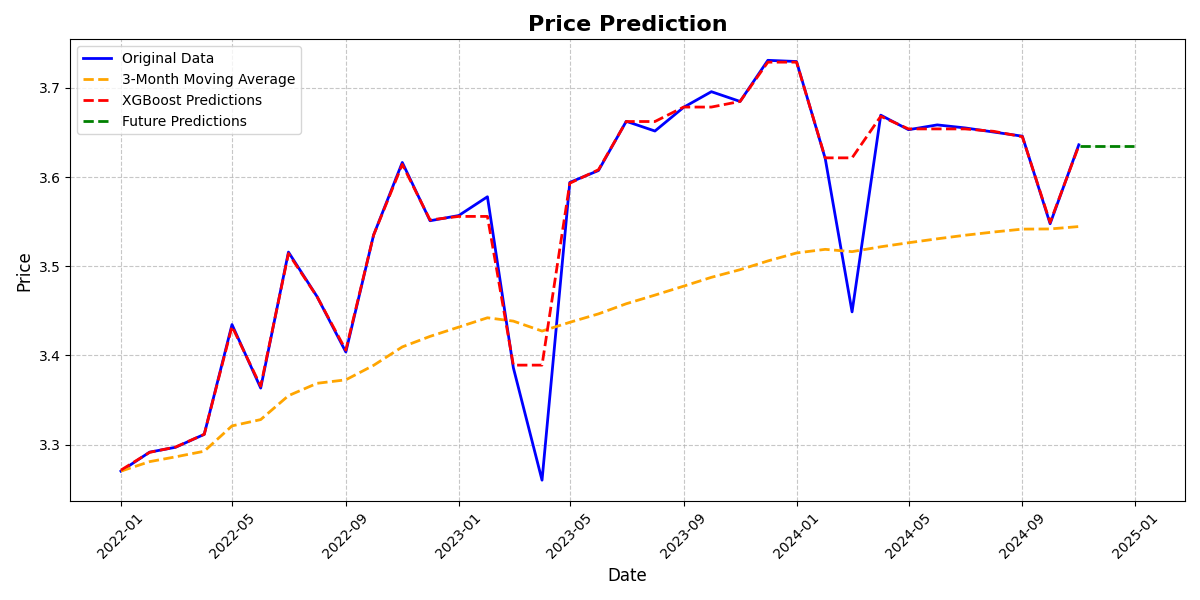 Price Prediction
Original Data
3-Month Moving Average
XGBoost Predictions
Future Predictions
Price
3.7
3.6
3.5
3.4
3.3
2022-01
2022-05
2022-09
2023-01
2023-05
2023-09
2024-01
2024-05
2024-09
2025-01
Date